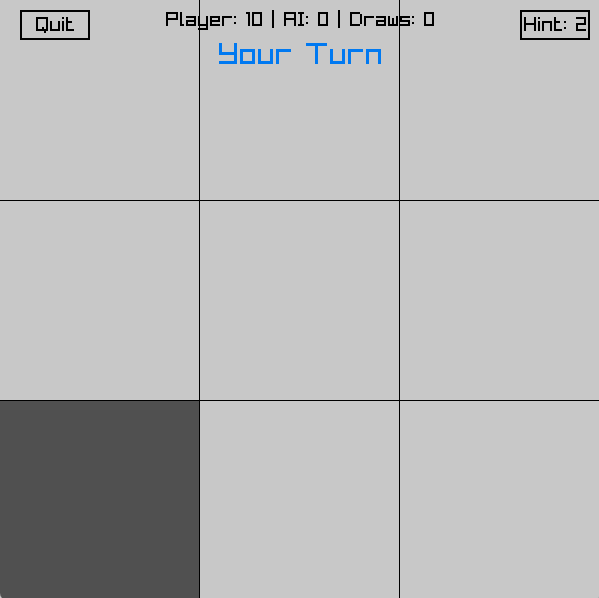 Quit
Player: 10 | AI: 0 | Draws: 0
Hint: 2
Your Turn